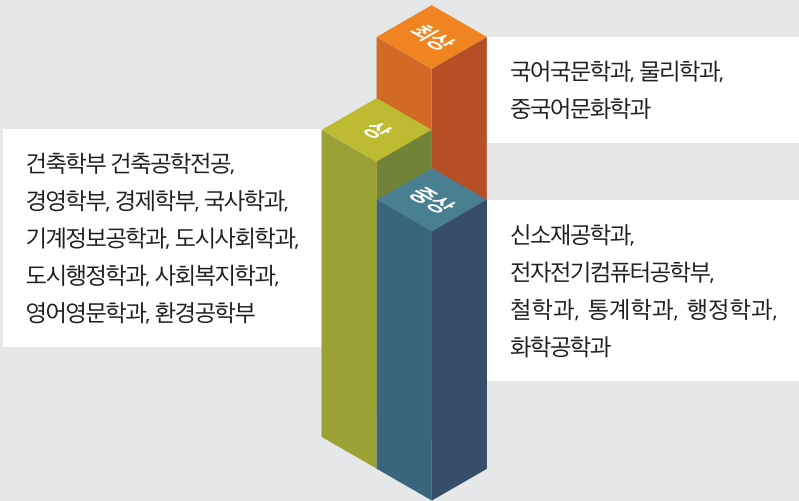 최상
국어국문학과, 물리학과,
중국어문화학과
상
건축학부 건축공학전공,
경영학부, 경제학부, 국사학과,
기계정보공학과, 도시사회학과,
도시행정학과, 사회복지학과,
영어영문학과, 환경공학부
중상
신소재공학과,
전자전기컴퓨터공학부,
철학과, 통계학과, 행정학과,
화학공학과